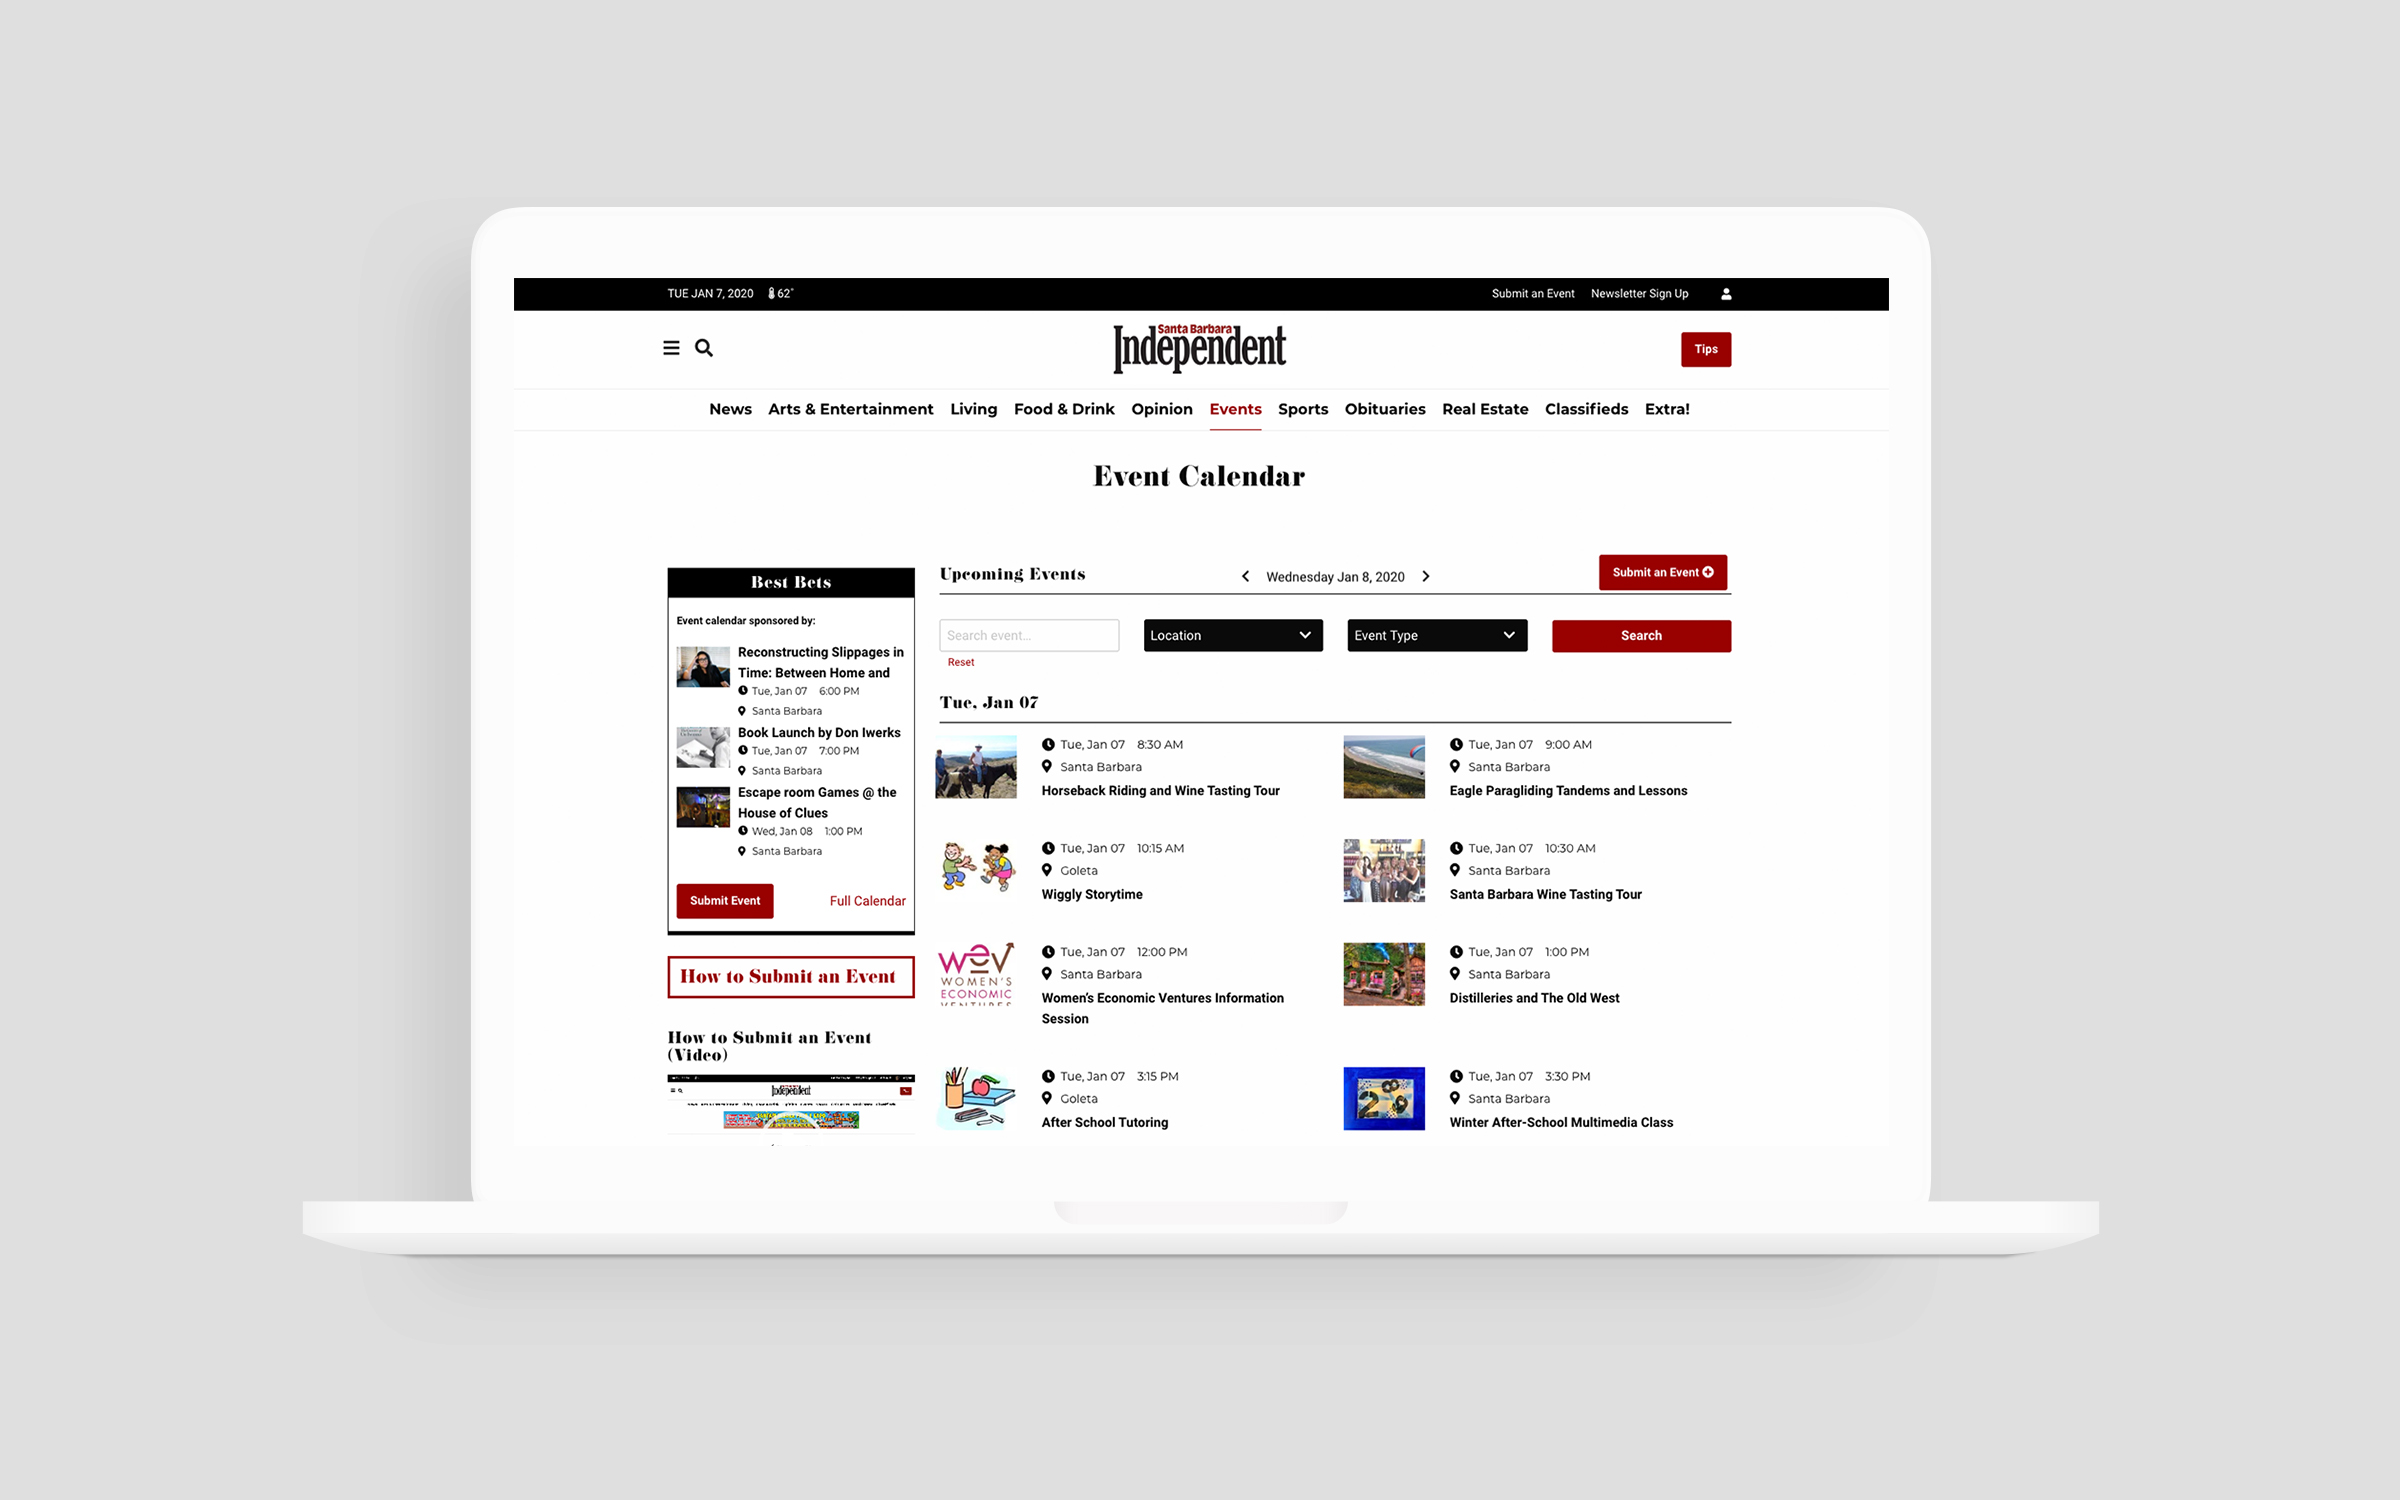 TUE JAN 7, 2020 62°
Submit an Event Newsletter Sign Up
Santa Barbara
Independent
Tips
News Arts & Entertainment Living Food & Drink Opinion Events Sports Obituaries Real Estate Classifieds Extra!
Event Calendar
Best Bets
Event calendar sponsored by:
Reconstructing Slippages in
Time: Between Home and
Tue, Jan 07 6:00 PM
Santa Barbara
Book Launch by Don Iwerks
Tue, Jan 07 7:00 PM
Santa Barbara
Escape room Games @ the
House of Clues
Wed, Jan 08 1:00 PM
Santa Barbara
Submit Event
Full Calendar
How to Submit an Event
How to Submit an Event
(Video)
Independent
Upcoming Events
Wednesday Jan 8, 2020
Submit an Event
Search event...
Location
Event Type
Search
Reset
Tue, Jan 07
Tue, Jan 07 8:30 AM
Santa Barbara
Horseback Riding and Wine Tasting Tour
Tue, Jan 07 9:00 AM
Santa Barbara
Eagle Paragliding Tandems and Lessons
Tue, Jan 07 10:15 AM
Goleta
Wiggly Storytime
Tue, Jan 07 10:30 AM
Santa Barbara
Santa Barbara Wine Tasting Tour
wev
WOMEN'S
ECONOMIC
VENTURES
Tue, Jan 07 12:00 PM
Santa Barbara
Women's Economic Ventures Information
Session
Tue, Jan 07 1:00 PM
Santa Barbara
Distilleries and The Old West
Tue, Jan 07 3:15 PM
Goleta
After School Tutoring
Tue, Jan 07 3:30 PM
Santa Barbara
Winter After-School Multimedia Class